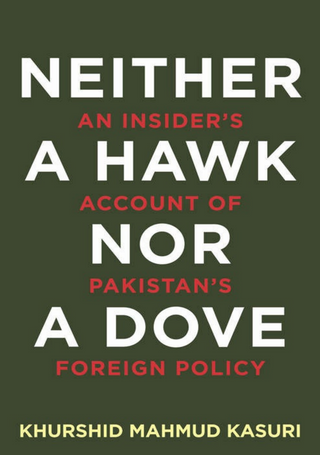 NEITHER
AN INSIDER'S
A HAWK
ACCOUNT OF
NOR
PAKISTAN'S
A DOVE
FOREIGN POLICY
KHURSHID MAHMUD KASURI